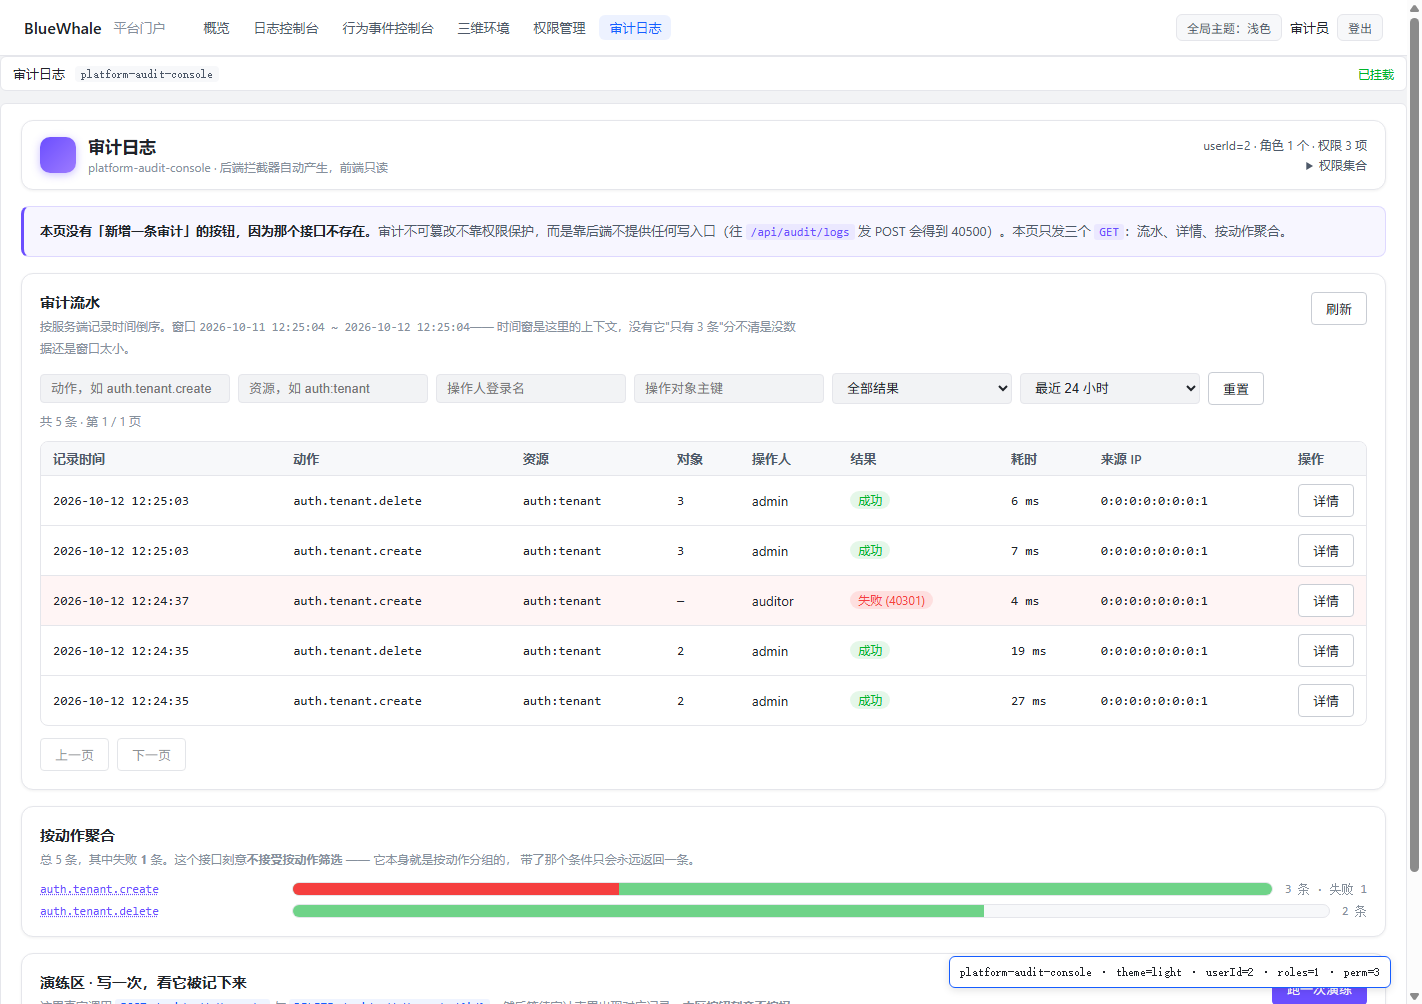 BlueWhale 平台门户 概览 日志控制台 行为事件控制台 三维环境 权限管理 审计日志 全局主题：浅色 审计员 登出
审计日志 platform-audit-console 已挂载
审计日志
platform-audit-console · 后端拦截器自动产生，前端只读
userId=2 · 角色 1 个 · 权限 3 项
▶ 权限集合
本页没有「新增一条审计」的按钮，因为那个接口不存在。审计不可篡改不靠权限保护，而是靠后端不提供任何写入口（往 /api/audit/logs 发 POST 会得到 40500）。本页只发三个 GET：流水、详情、按动作聚合。
审计流水
按服务端记录时间倒序。窗口 2026-10-11 12:25:04 ~ 2026-10-12 12:25:04—— 时间窗是这里的上下文，没有它"只有 3 条"分不清是没数
据还是窗口太小。
刷新
动作，如 auth.tenant.create 资源，如 auth:tenant 操作人登录名 操作对象主键 全部结果 最近 24 小时 重置
共 5 条 · 第 1 / 1 页
记录时间 动作 资源 对象 操作人 结果 耗时 来源 IP 操作
2026-10-12 12:25:03 auth.tenant.delete auth:tenant 3 admin 成功 6 ms 0:0:0:0:0:0:0:1 详情
2026-10-12 12:25:03 auth.tenant.create auth:tenant 3 admin 成功 7 ms 0:0:0:0:0:0:0:1 详情
2026-10-12 12:24:37 auth.tenant.create auth:tenant — auditor 失败 (40301) 4 ms 0:0:0:0:0:0:0:1 详情
2026-10-12 12:24:35 auth.tenant.delete auth:tenant 2 admin 成功 19 ms 0:0:0:0:0:0:0:1 详情
2026-10-12 12:24:35 auth.tenant.create auth:tenant 2 admin 成功 27 ms 0:0:0:0:0:0:0:1 详情
上一页 下一页
按动作聚合
总 5 条，其中失败 1 条。这个接口刻意不接受按动作筛选 —— 它本身就是按动作分组的， 带了那个条件只会永远返回一条。
auth.tenant.create 3 条 · 失败 1
auth.tenant.delete 2 条
演练区 · 写一次，看它被记下来
platform-audit-console · theme=light · userId=2 · roles=1 · perm=3
跑一次演练